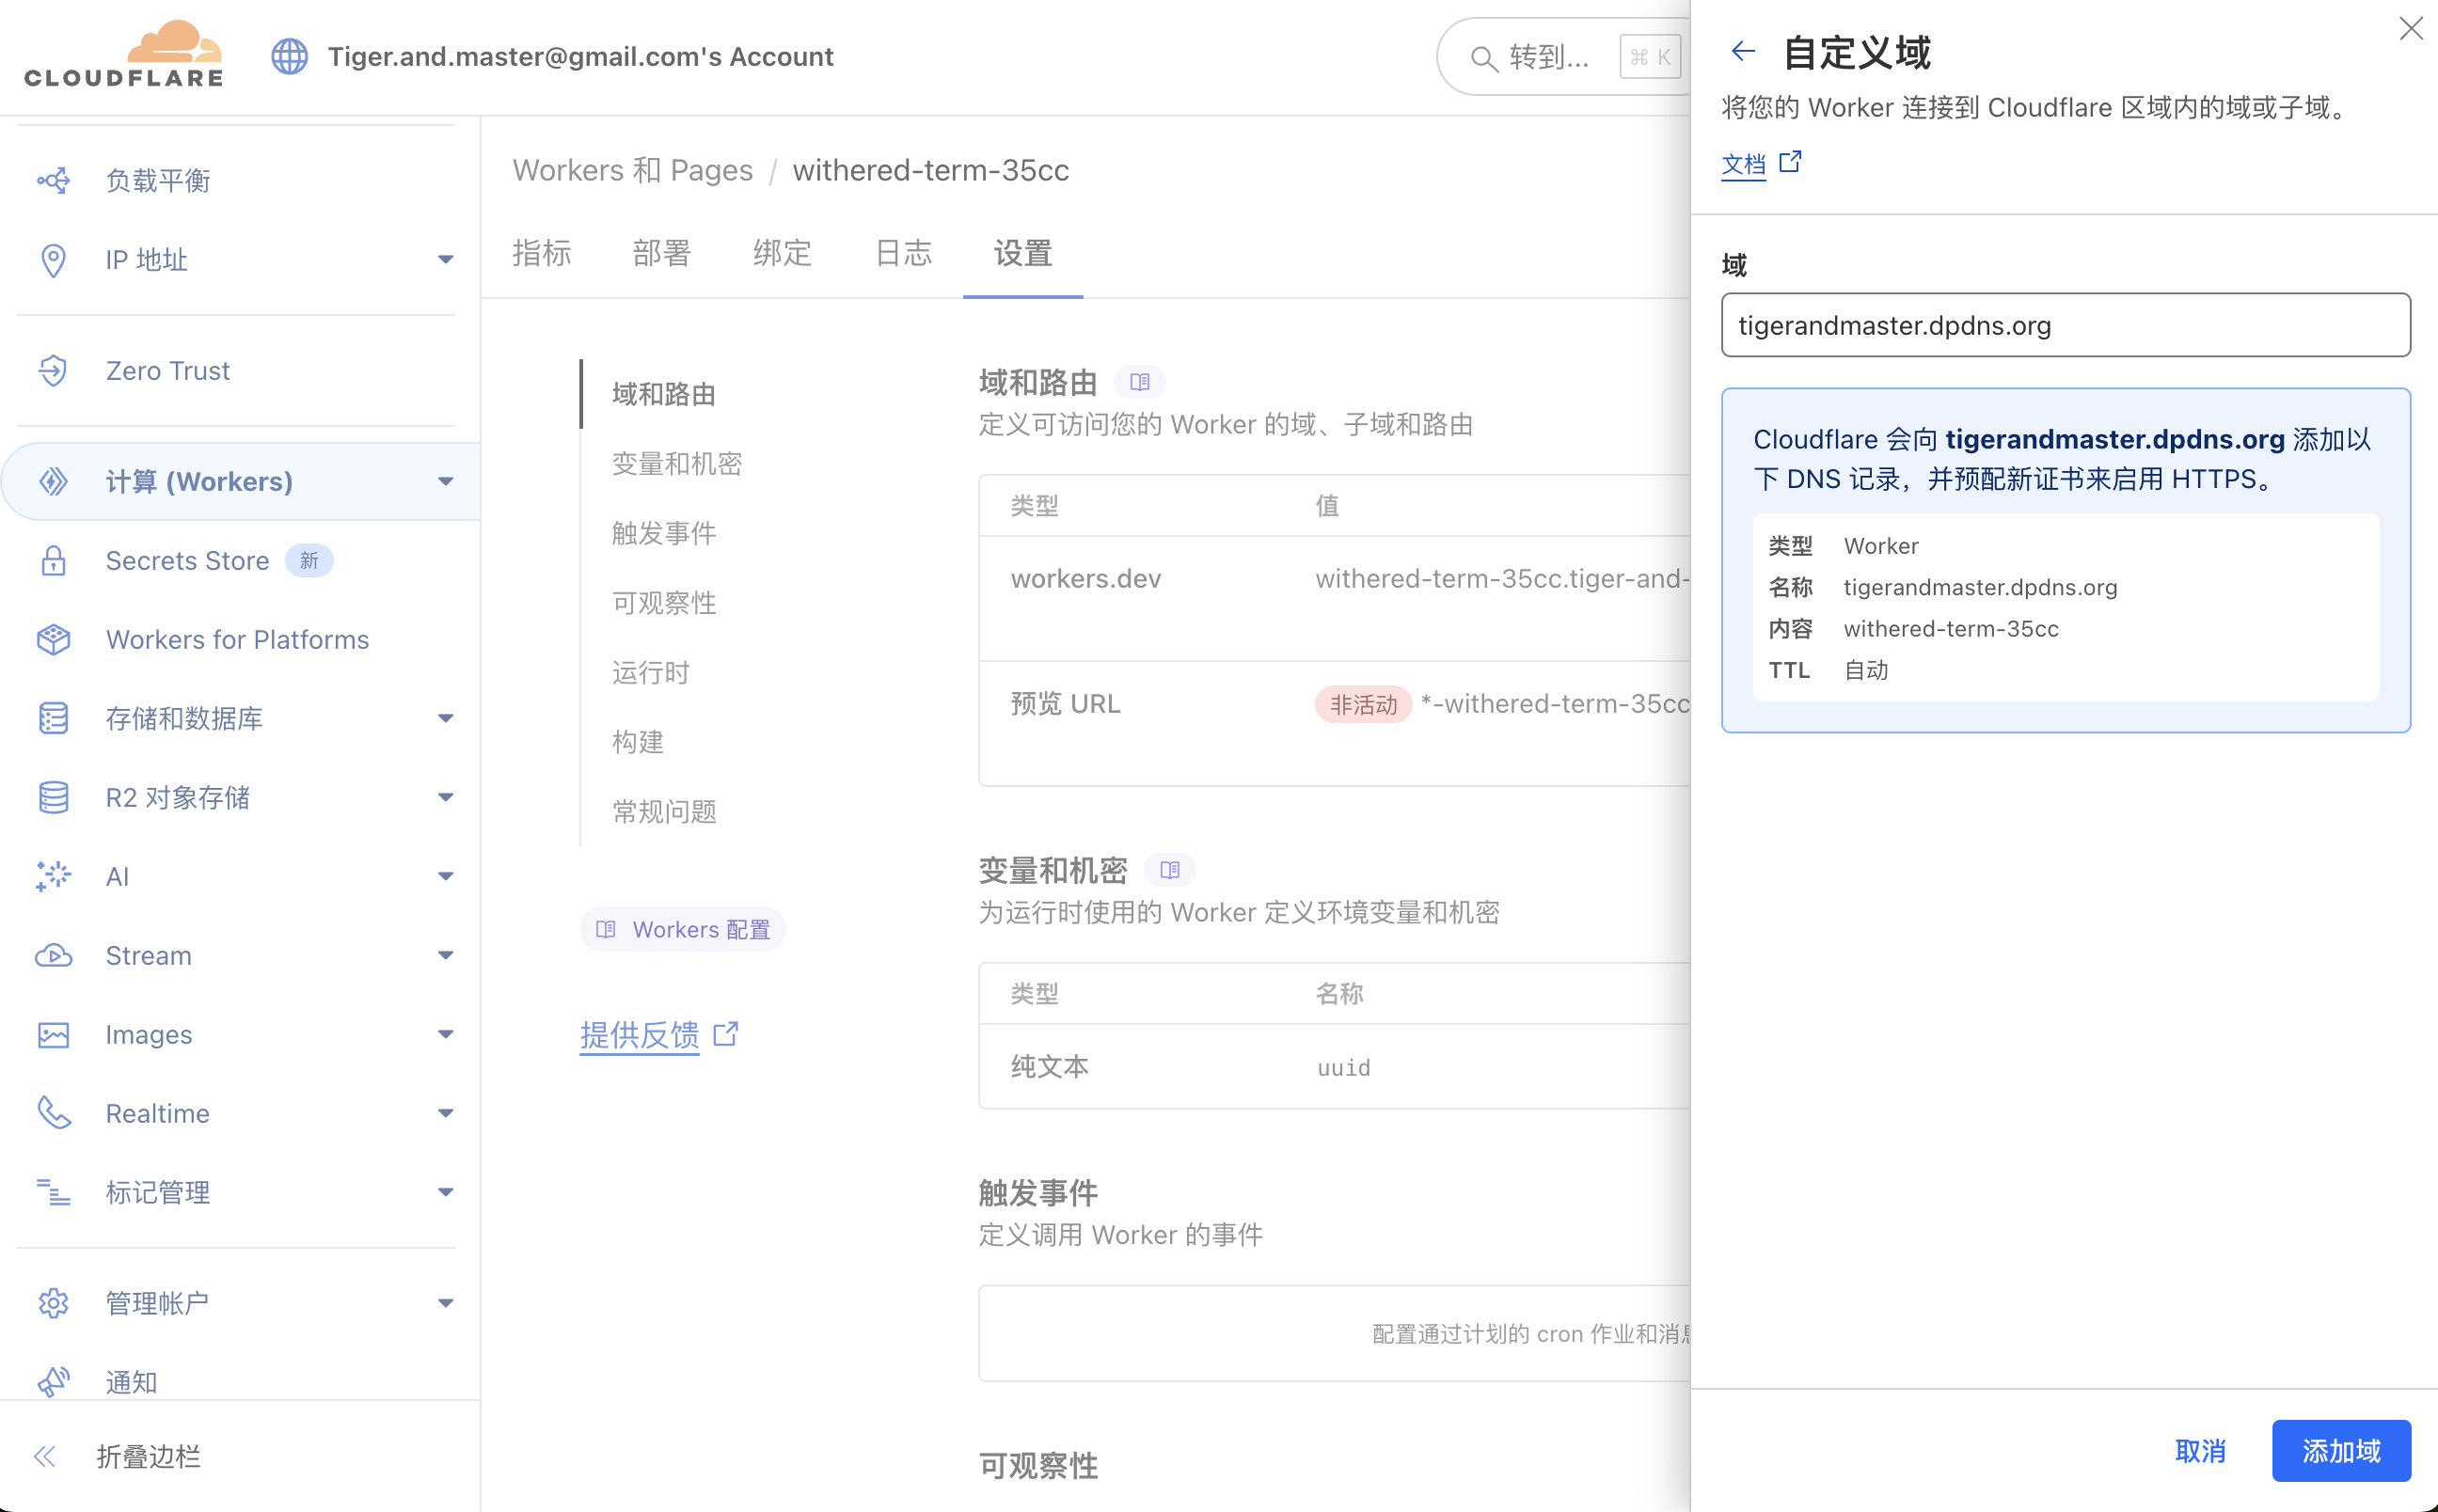 CLOUDFLARE
Tiger.and.master@gmail.com's Account
转到...
⌘ K
负载平衡
IP 地址
Zero Trust
计算 (Workers)
Secrets Store 新
Workers for Platforms
存储和数据库
R2 对象存储
AI
Stream
Images
Realtime
标记管理
管理帐户
通知
折叠边栏
Workers 和 Pages / withered-term-35cc
指标 部署 绑定 日志 设置
域和路由
变量和机密
触发事件
可观察性
运行时
构建
常规问题
Workers 配置
提供反馈
域和路由
定义可访问您的 Worker 的域、子域和路由
类型 值
workers.dev withered-term-35cc.tiger-and-
预览 URL 非活动 *-withered-term-35cc
变量和机密
为运行时使用的 Worker 定义环境变量和机密
类型 名称
纯文本 uuid
触发事件
定义调用 Worker 的事件
配置通过计划的 cron 作业和消息
可观察性
自定义域
将您的 Worker 连接到 Cloudflare 区域内的域或子域。
文档
域
tigerandmaster.dpdns.org
Cloudflare 会向 tigerandmaster.dpdns.org 添加以
下 DNS 记录，并预配新证书来启用 HTTPS。
类型 Worker
名称 tigerandmaster.dpdns.org
内容 withered-term-35cc
TTL 自动
取消 添加域